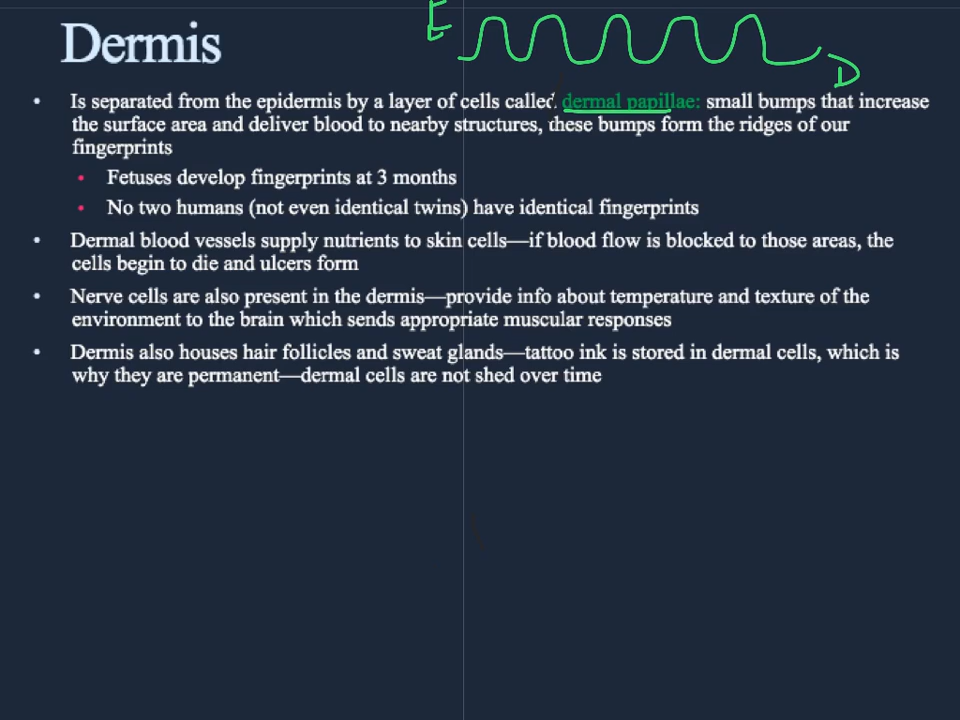 E
Dermis
D
• Is separated from the epidermis by a layer of cells called dermal papillae: small bumps that increase
the surface area and deliver blood to nearby structures, these bumps form the ridges of our
fingerprints
• Fetuses develop fingerprints at 3 months
• No two humans (not even identical twins) have identical fingerprints
• Dermal blood vessels supply nutrients to skin cells—if blood flow is blocked to those areas, the
cells begin to die and ulcers form
• Nerve cells are also present in the dermis—provide info about temperature and texture of the
environment to the brain which sends appropriate muscular responses
• Dermis also houses hair follicles and sweat glands—tattoo ink is stored in dermal cells, which is
why they are permanent—dermal cells are not shed over time